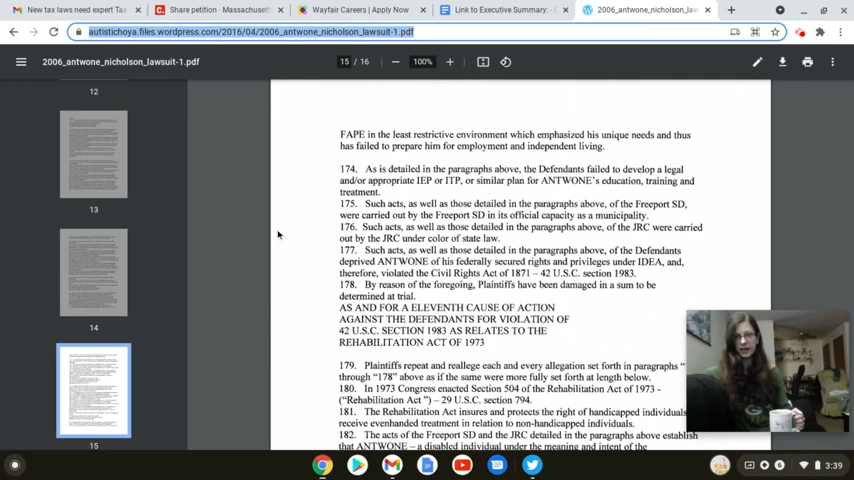 New tax laws need expert Tax
Share petition · Massachuset
Wayfair Careers | Apply Now
Link to Executive Summary: - G
2006_antwone_nicholson_law
autistichoya.files.wordpress.com/2016/04/2006_antwone_nicholson_lawsuit-1.pdf
2006_antwone_nicholson_lawsuit-1.pdf
15 / 16
100%
12
13
14
15
FAPE in the least restrictive environment which emphasized his unique needs and thus
has failed to prepare him for employment and independent living.
174. As is detailed in the paragraphs above, the Defendants failed to develop a legal
and/or appropriate IEP or ITP, or similar plan for ANTWONE's education, training and
treatment.
175. Such acts, as well as those detailed in the paragraphs above, of the Freeport SD,
were carried out by the Freeport SD in its official capacity as a municipality.
176. Such acts, as well as those detailed in the paragraphs above, of the JRC were carried
out by the JRC under color of state law.
177. Such acts, as well as those detailed in the paragraphs above, of the Defendants
deprived ANTWONE of his federally secured rights and privileges under IDEA, and,
therefore, violated the Civil Rights Act of 1871 – 42 U.S.C. section 1983.
178. By reason of the foregoing, Plaintiffs have been damaged in a sum to be
determined at trial.
AS AND FOR A ELEVENTH CAUSE OF ACTION
AGAINST THE DEFENDANTS FOR VIOLATION OF
42 U.S.C. SECTION 1983 AS RELATES TO THE
REHABILITATION ACT OF 1973
179. Plaintiffs repeat and reallege each and every allegation set forth in paragraphs "
through "178" above as if the same were more fully set forth at length below.
180. In 1973 Congress enacted Section 504 of the Rehabilitation Act of 1973 -
("Rehabilitation Act") – 29 U.S.C. section 794.
181. The Rehabilitation Act insures and protects the right of handicapped individuals
receive evenhanded treatment in relation to non-handicapped individuals.
182. The acts of the Freeport SD and the JRC detailed in the paragraphs above establish
that ANTWONE – a disabled individual under the meaning and intent of the
3:39